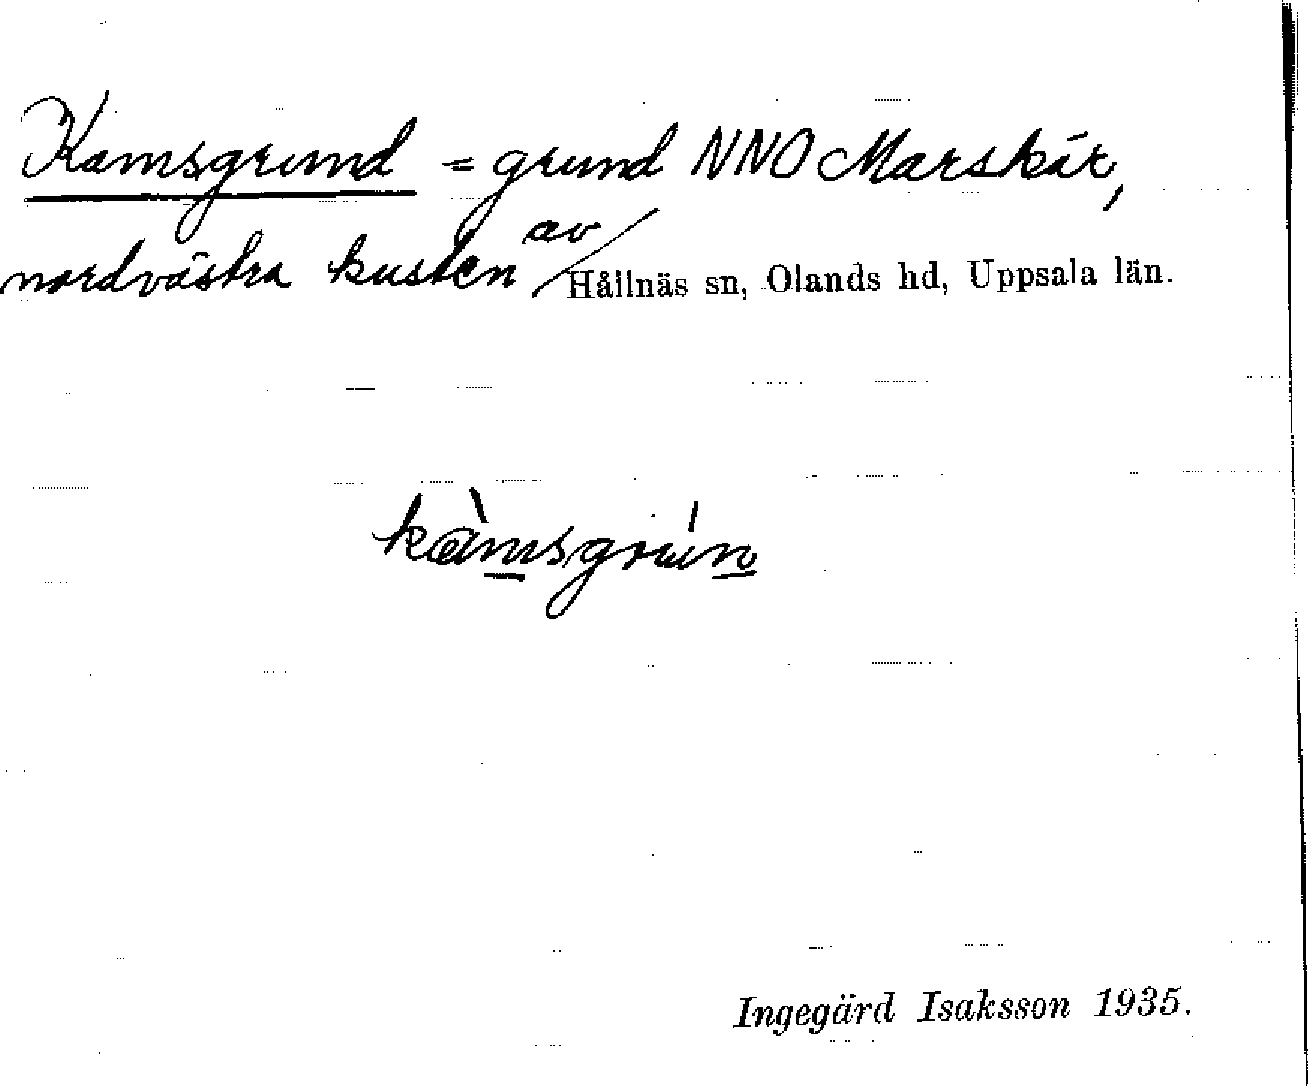 Kamsgrund = grund NNO Marskär,
nordvästra kusten av Hållnäs sn, Olands hd, Uppsala län.
kàmsgrún
Ingegärd Isaksson 1935.